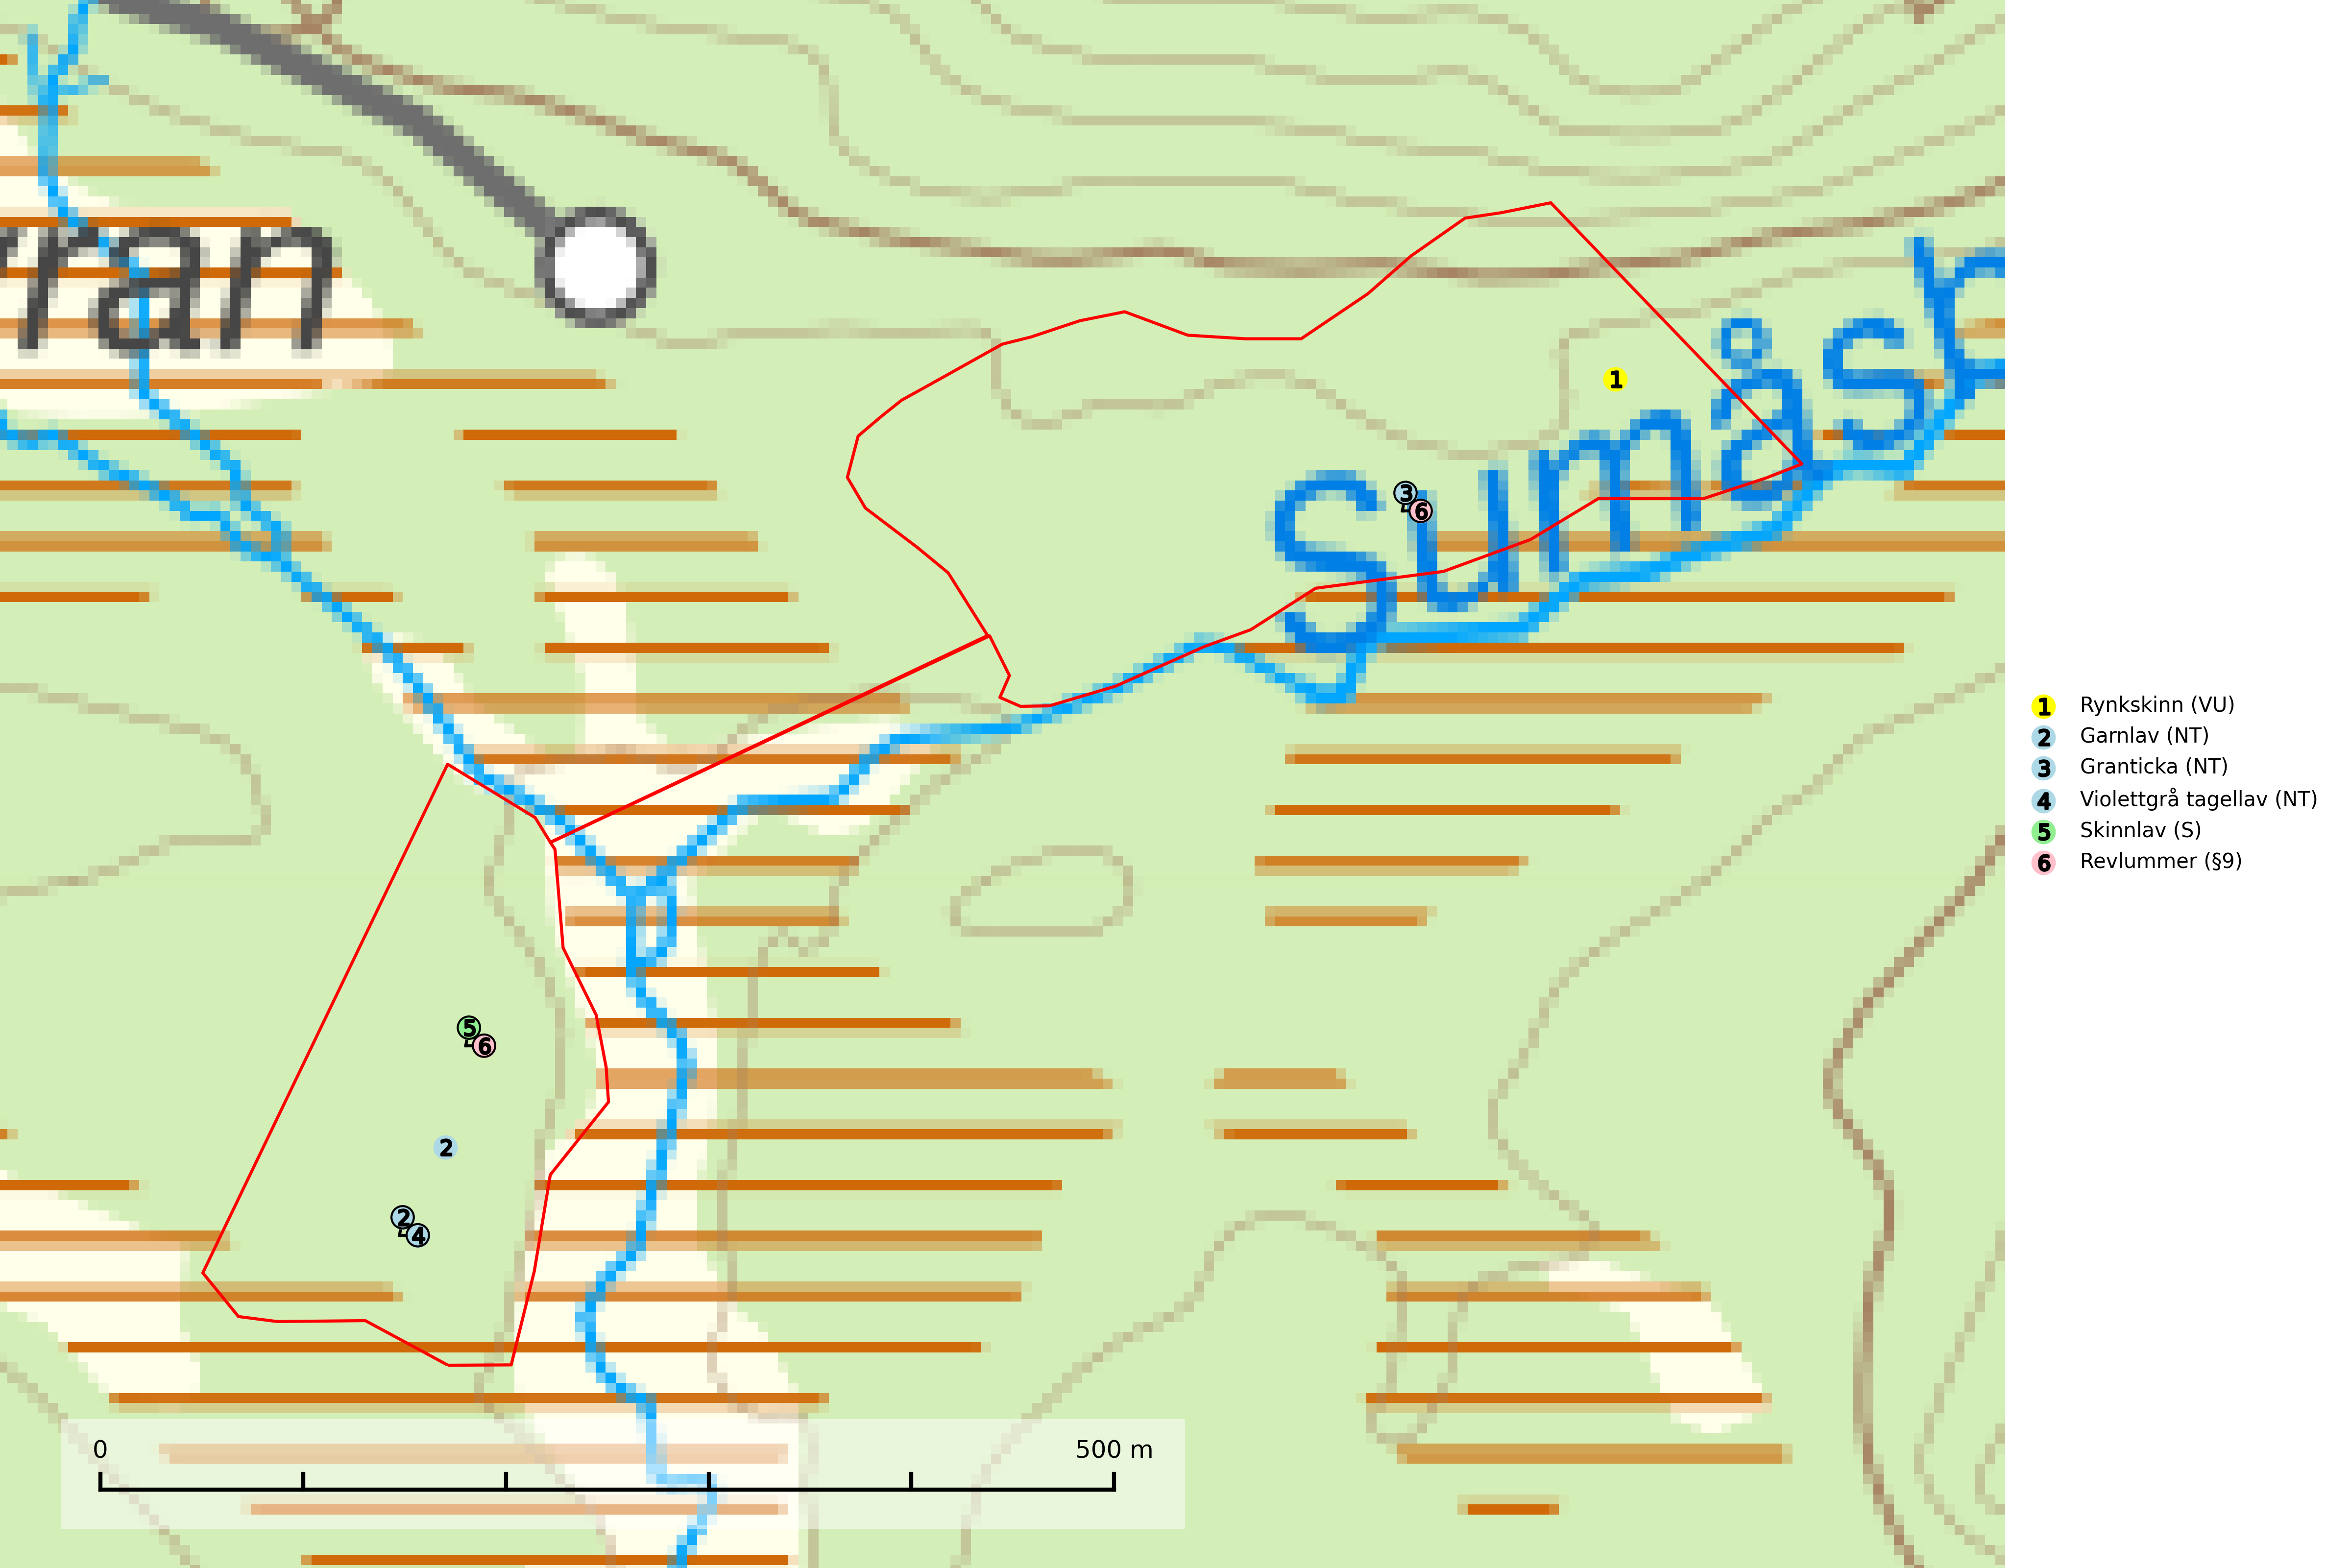 ran
Sumåst
1
3
6
5
6
2
2
4
0 500 m
1 Rynkskinn (VU)
2 Garnlav (NT)
3 Granticka (NT)
4 Violettgrå tagellav (NT)
5 Skinnlav (S)
6 Revlummer (§9)